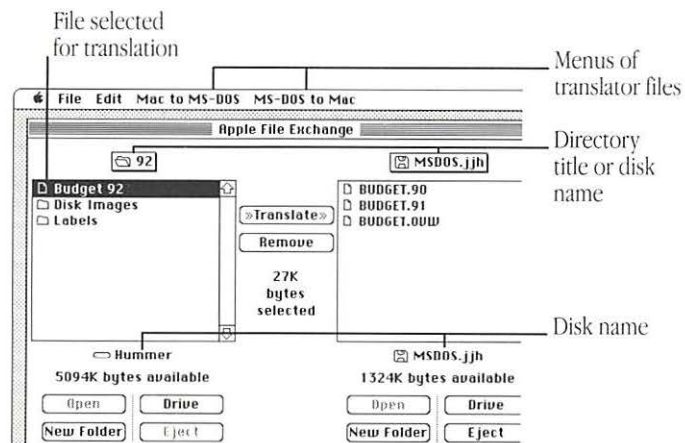 File selected
for translation
Menus of
translator files
File Edit Mac to MS-DOS MS-DOS to Mac
Apple File Exchange
92
MSDOS.jjh
Directory
title or disk
name
Budget 92
Disk Images
Labels
»Translate»
Remove
27K
bytes
selected
BUDGET.90
BUDGET.91
BUDGET.OVW
Disk name
Hummer
5094K bytes available
MSDOS.jjh
1324K bytes available
Open Drive
New Folder Eject
Open Drive
New Folder Eject